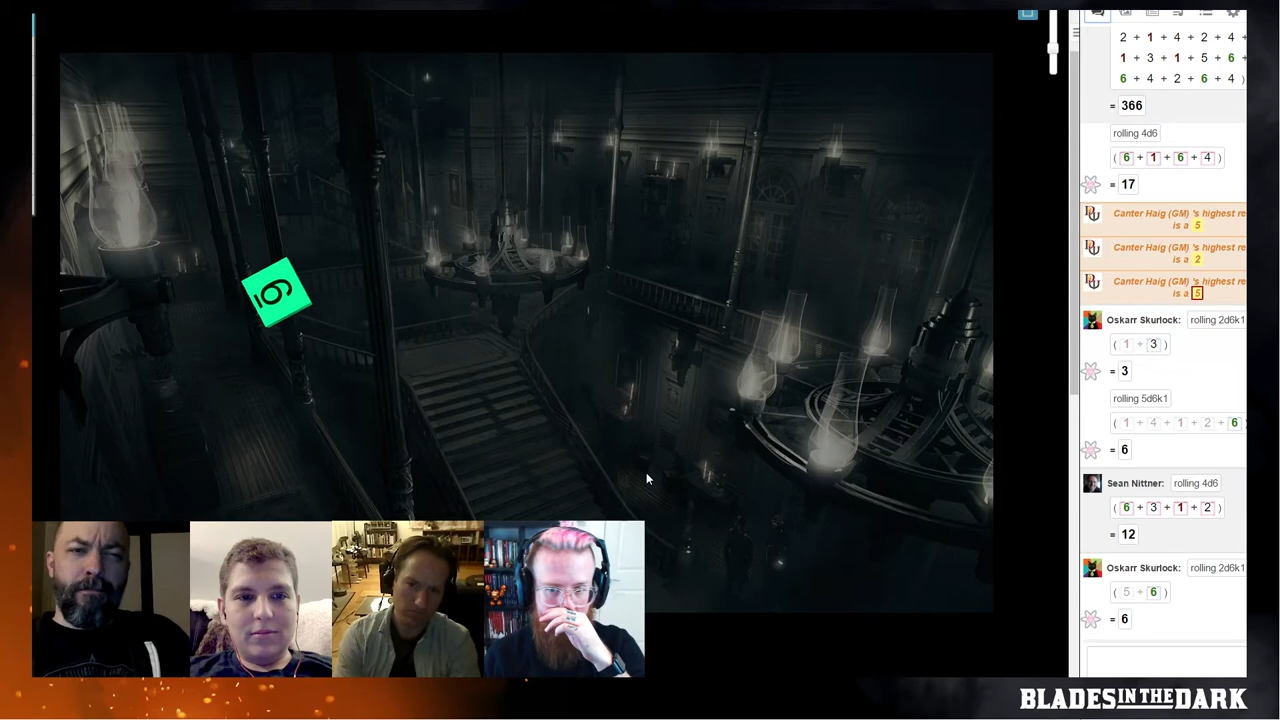 2 + 1 + 4 + 2 + 4 +
1 + 3 + 1 + 5 + 6 +
6 + 4 + 2 + 6 + 4 )
= 366
rolling 4d6
( 6 + 1 + 6 + 4 )
= 17
Canter Haig (GM) 's highest re
is a 5
Canter Haig (GM) 's highest re
is a 2
Canter Haig (GM) 's highest re
is a 5
Oskarr Skurlock: rolling 2d6k1
( 1 + 3 )
= 3
rolling 5d6k1
( 1 + 4 + 1 + 2 + 6
= 6
Sean Nittner: rolling 4d6
( 6 + 3 + 1 + 2 )
= 12
Oskarr Skurlock: rolling 2d6k1
( 5 + 6 )
= 6
6
BLADES IN THE DARK